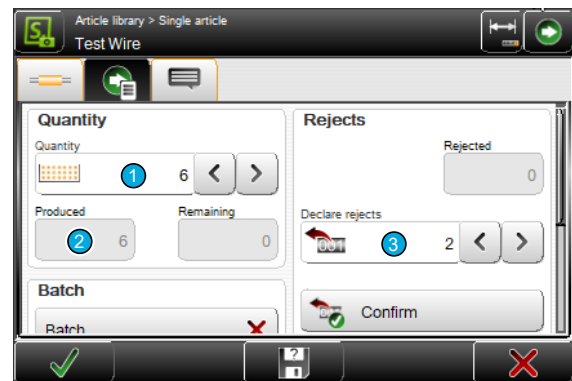 Article library > Single article
Test Wire
Quantity
Quantity
1
6
Produced
Remaining
2
6
0
Batch
Batch
Rejects
Rejected
0
Declare rejects
001
3
2
Confirm
?